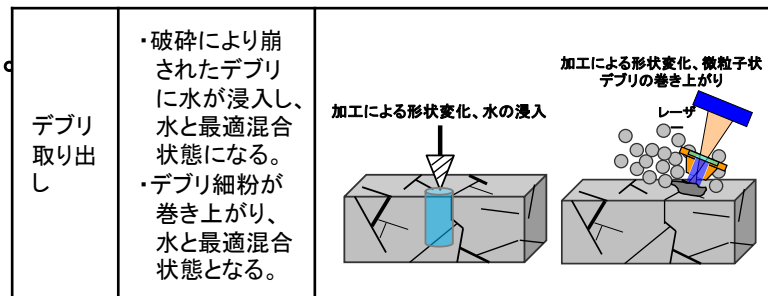 デブリ
取り出
し
・破砕により崩
されたデブリ
に水が浸入し、
水と最適混合
状態になる。
・デブリ細粉が
巻き上がり、
水と最適混合
状態となる。
加工による形状変化、水の浸入
加工による形状変化、微粒子状
デブリの巻き上がり
レーザ
ー